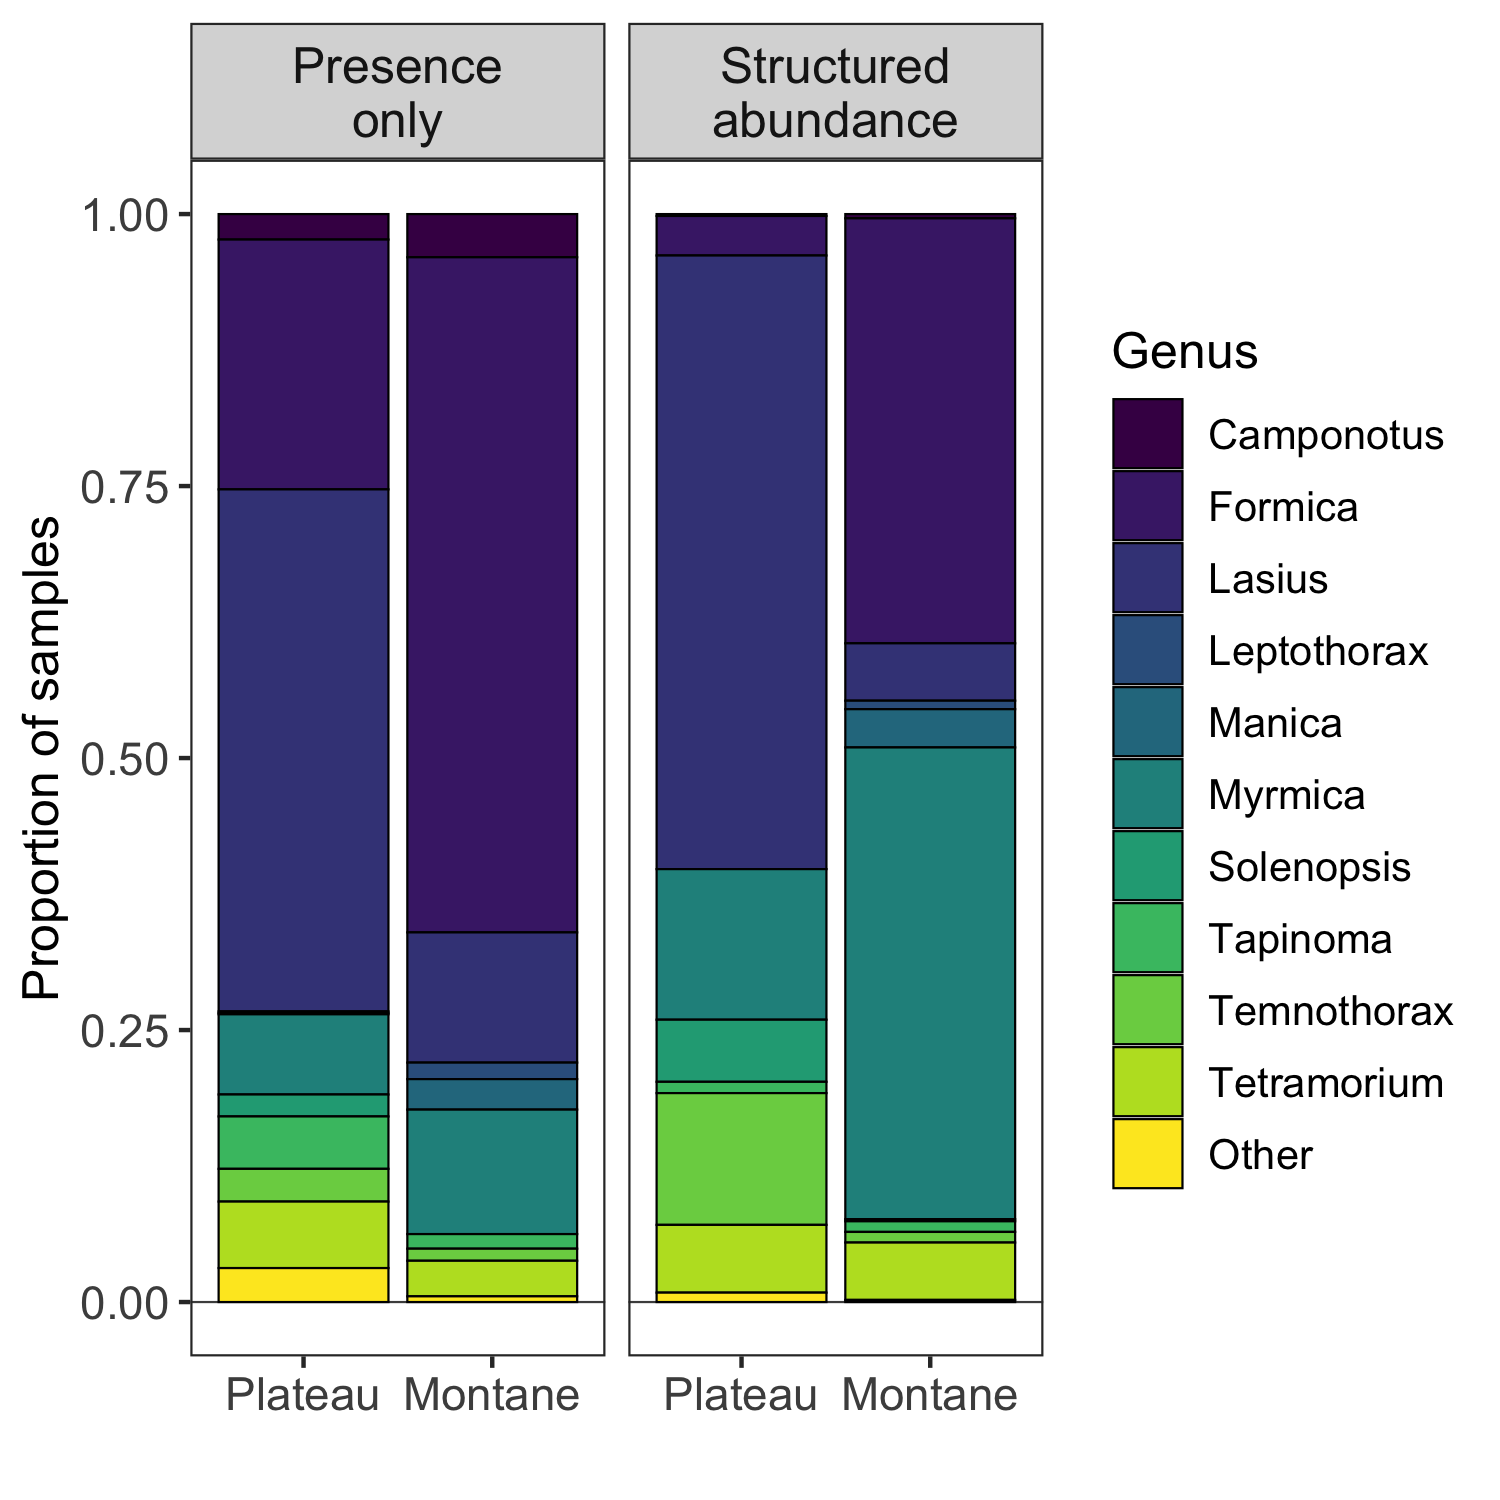 Presence
only
Structured
abundance
Proportion of samples
1.00
0.75
0.50
0.25
0.00
Plateau
Montane
Plateau
Montane
Genus
Camponotus
Formica
Lasius
Leptothorax
Manica
Myrmica
Solenopsis
Tapinoma
Temnothorax
Tetramorium
Other